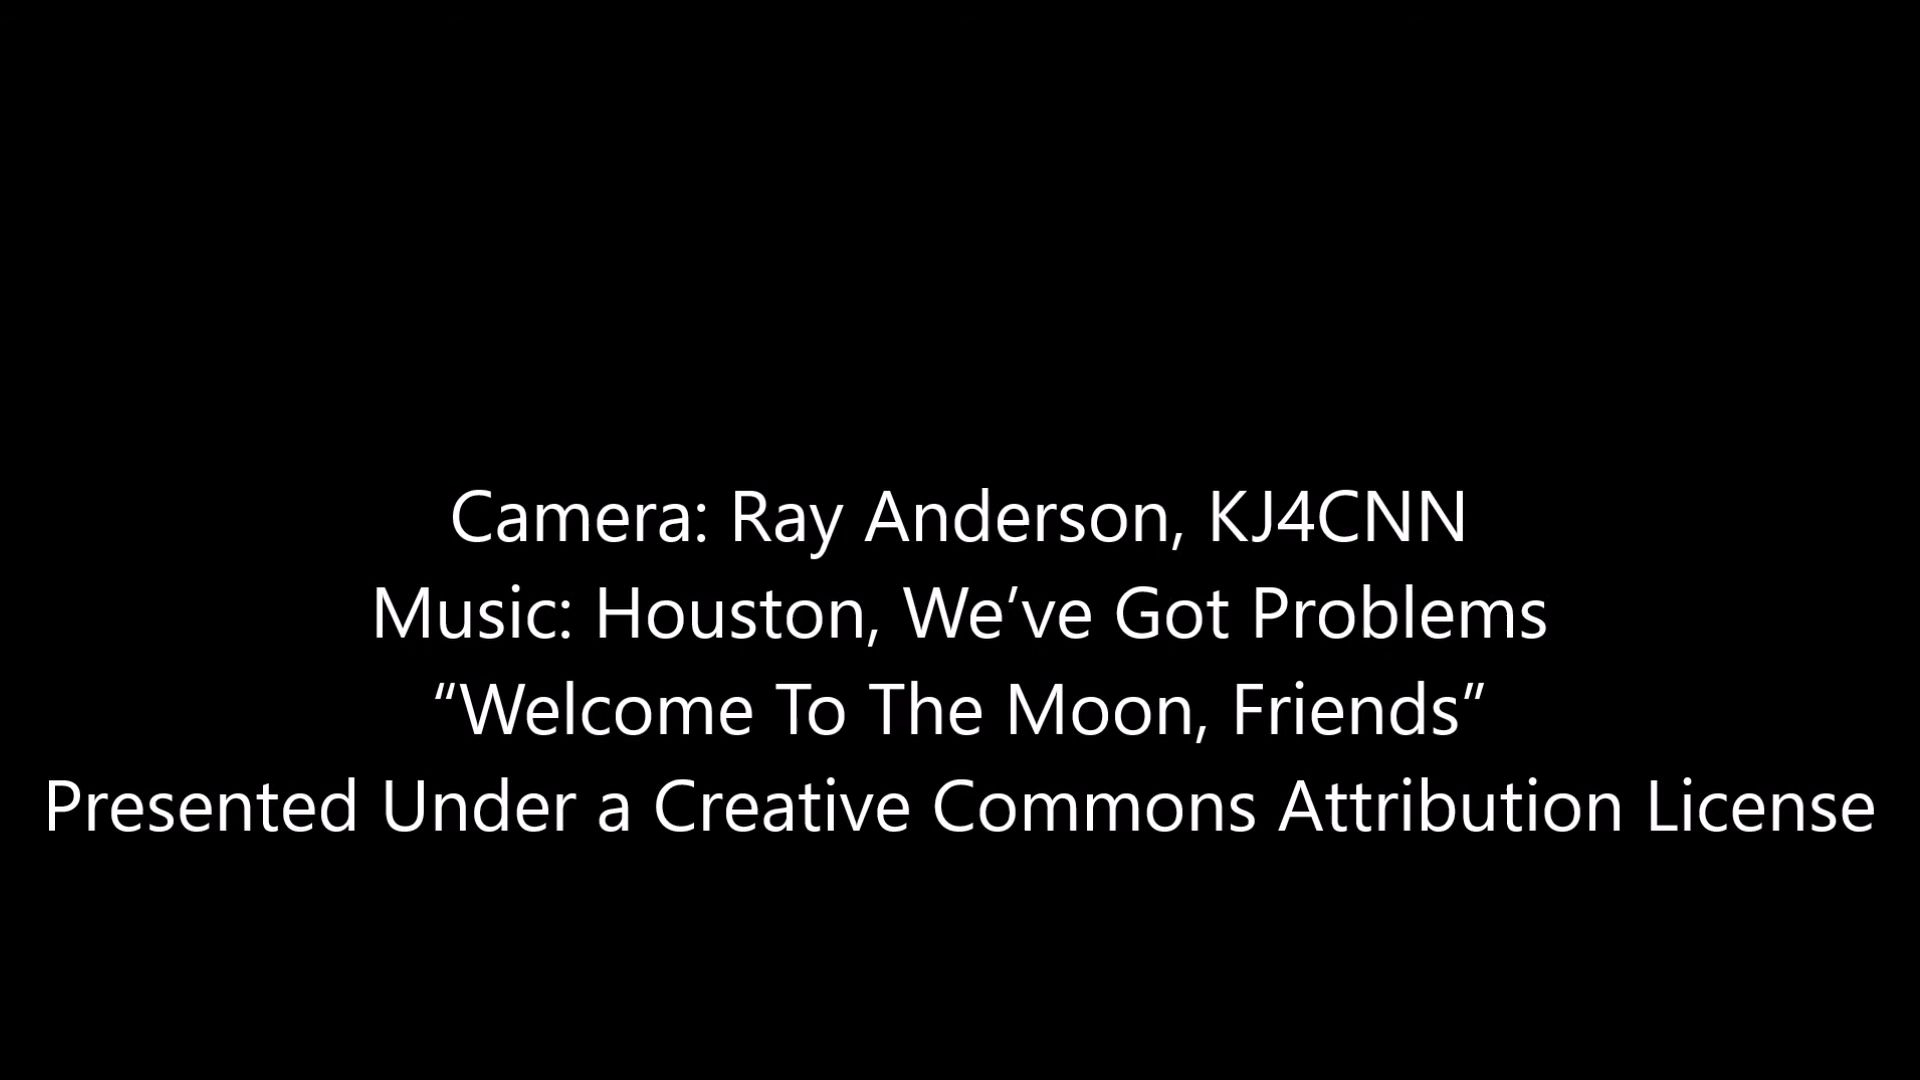 Camera: Ray Anderson, KJ4CNN
Music: Houston, We’ve Got Problems
“Welcome To The Moon, Friends”
Presented Under a Creative Commons Attribution License